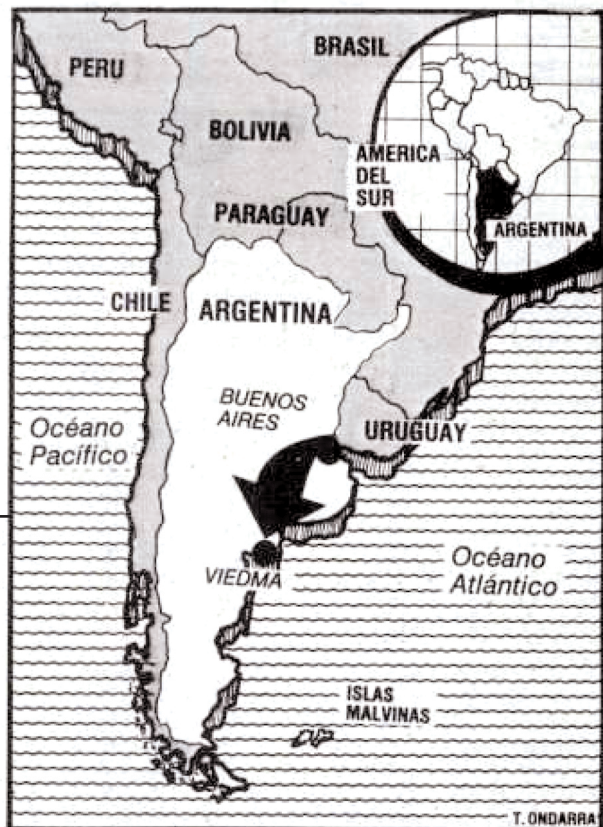 BRASIL
PERU
BOLIVIA
AMERICA
DEL
SUR
PARAGUAY
ARGENTINA
CHILE
ARGENTINA
BUENOS
AIRES
URUGUAY
Océano
Pacífico
VIEDMA
Océano
Atlántico
ISLAS
MALVINAS
T. ONDARRA